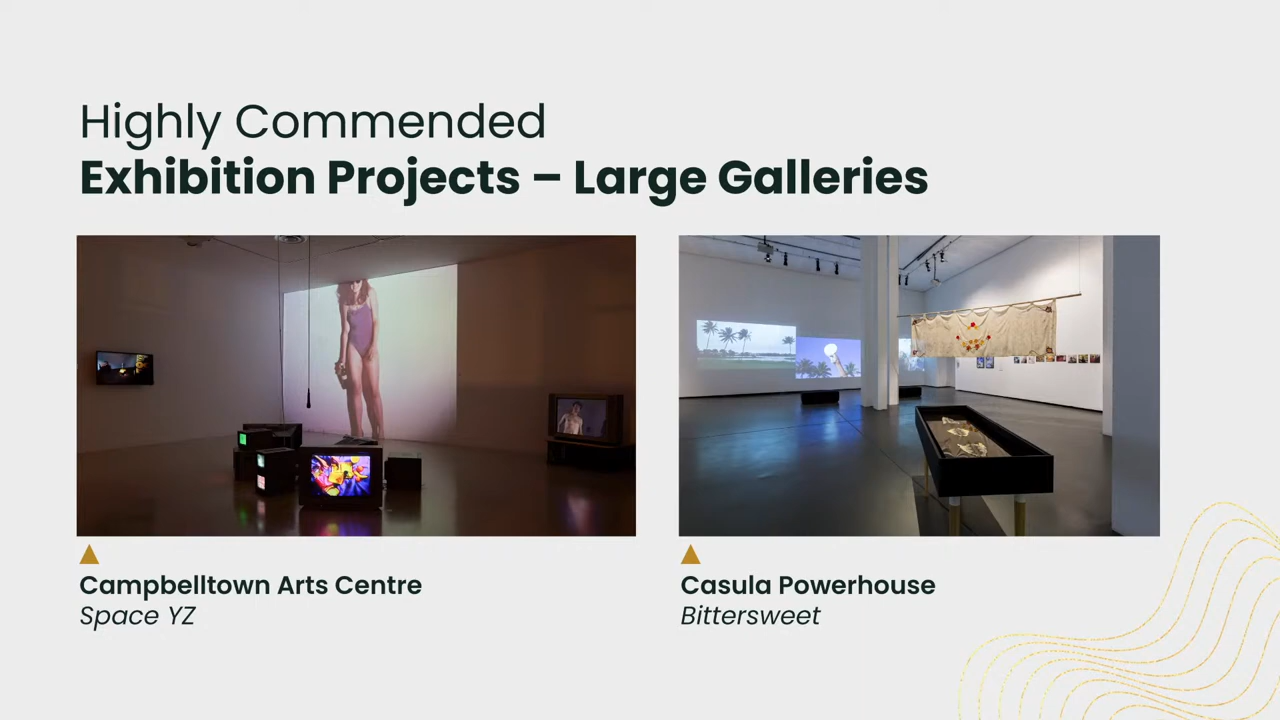 Highly Commended
Exhibition Projects – Large Galleries
Campbelltown Arts Centre
Space YZ
Casula Powerhouse
Bittersweet